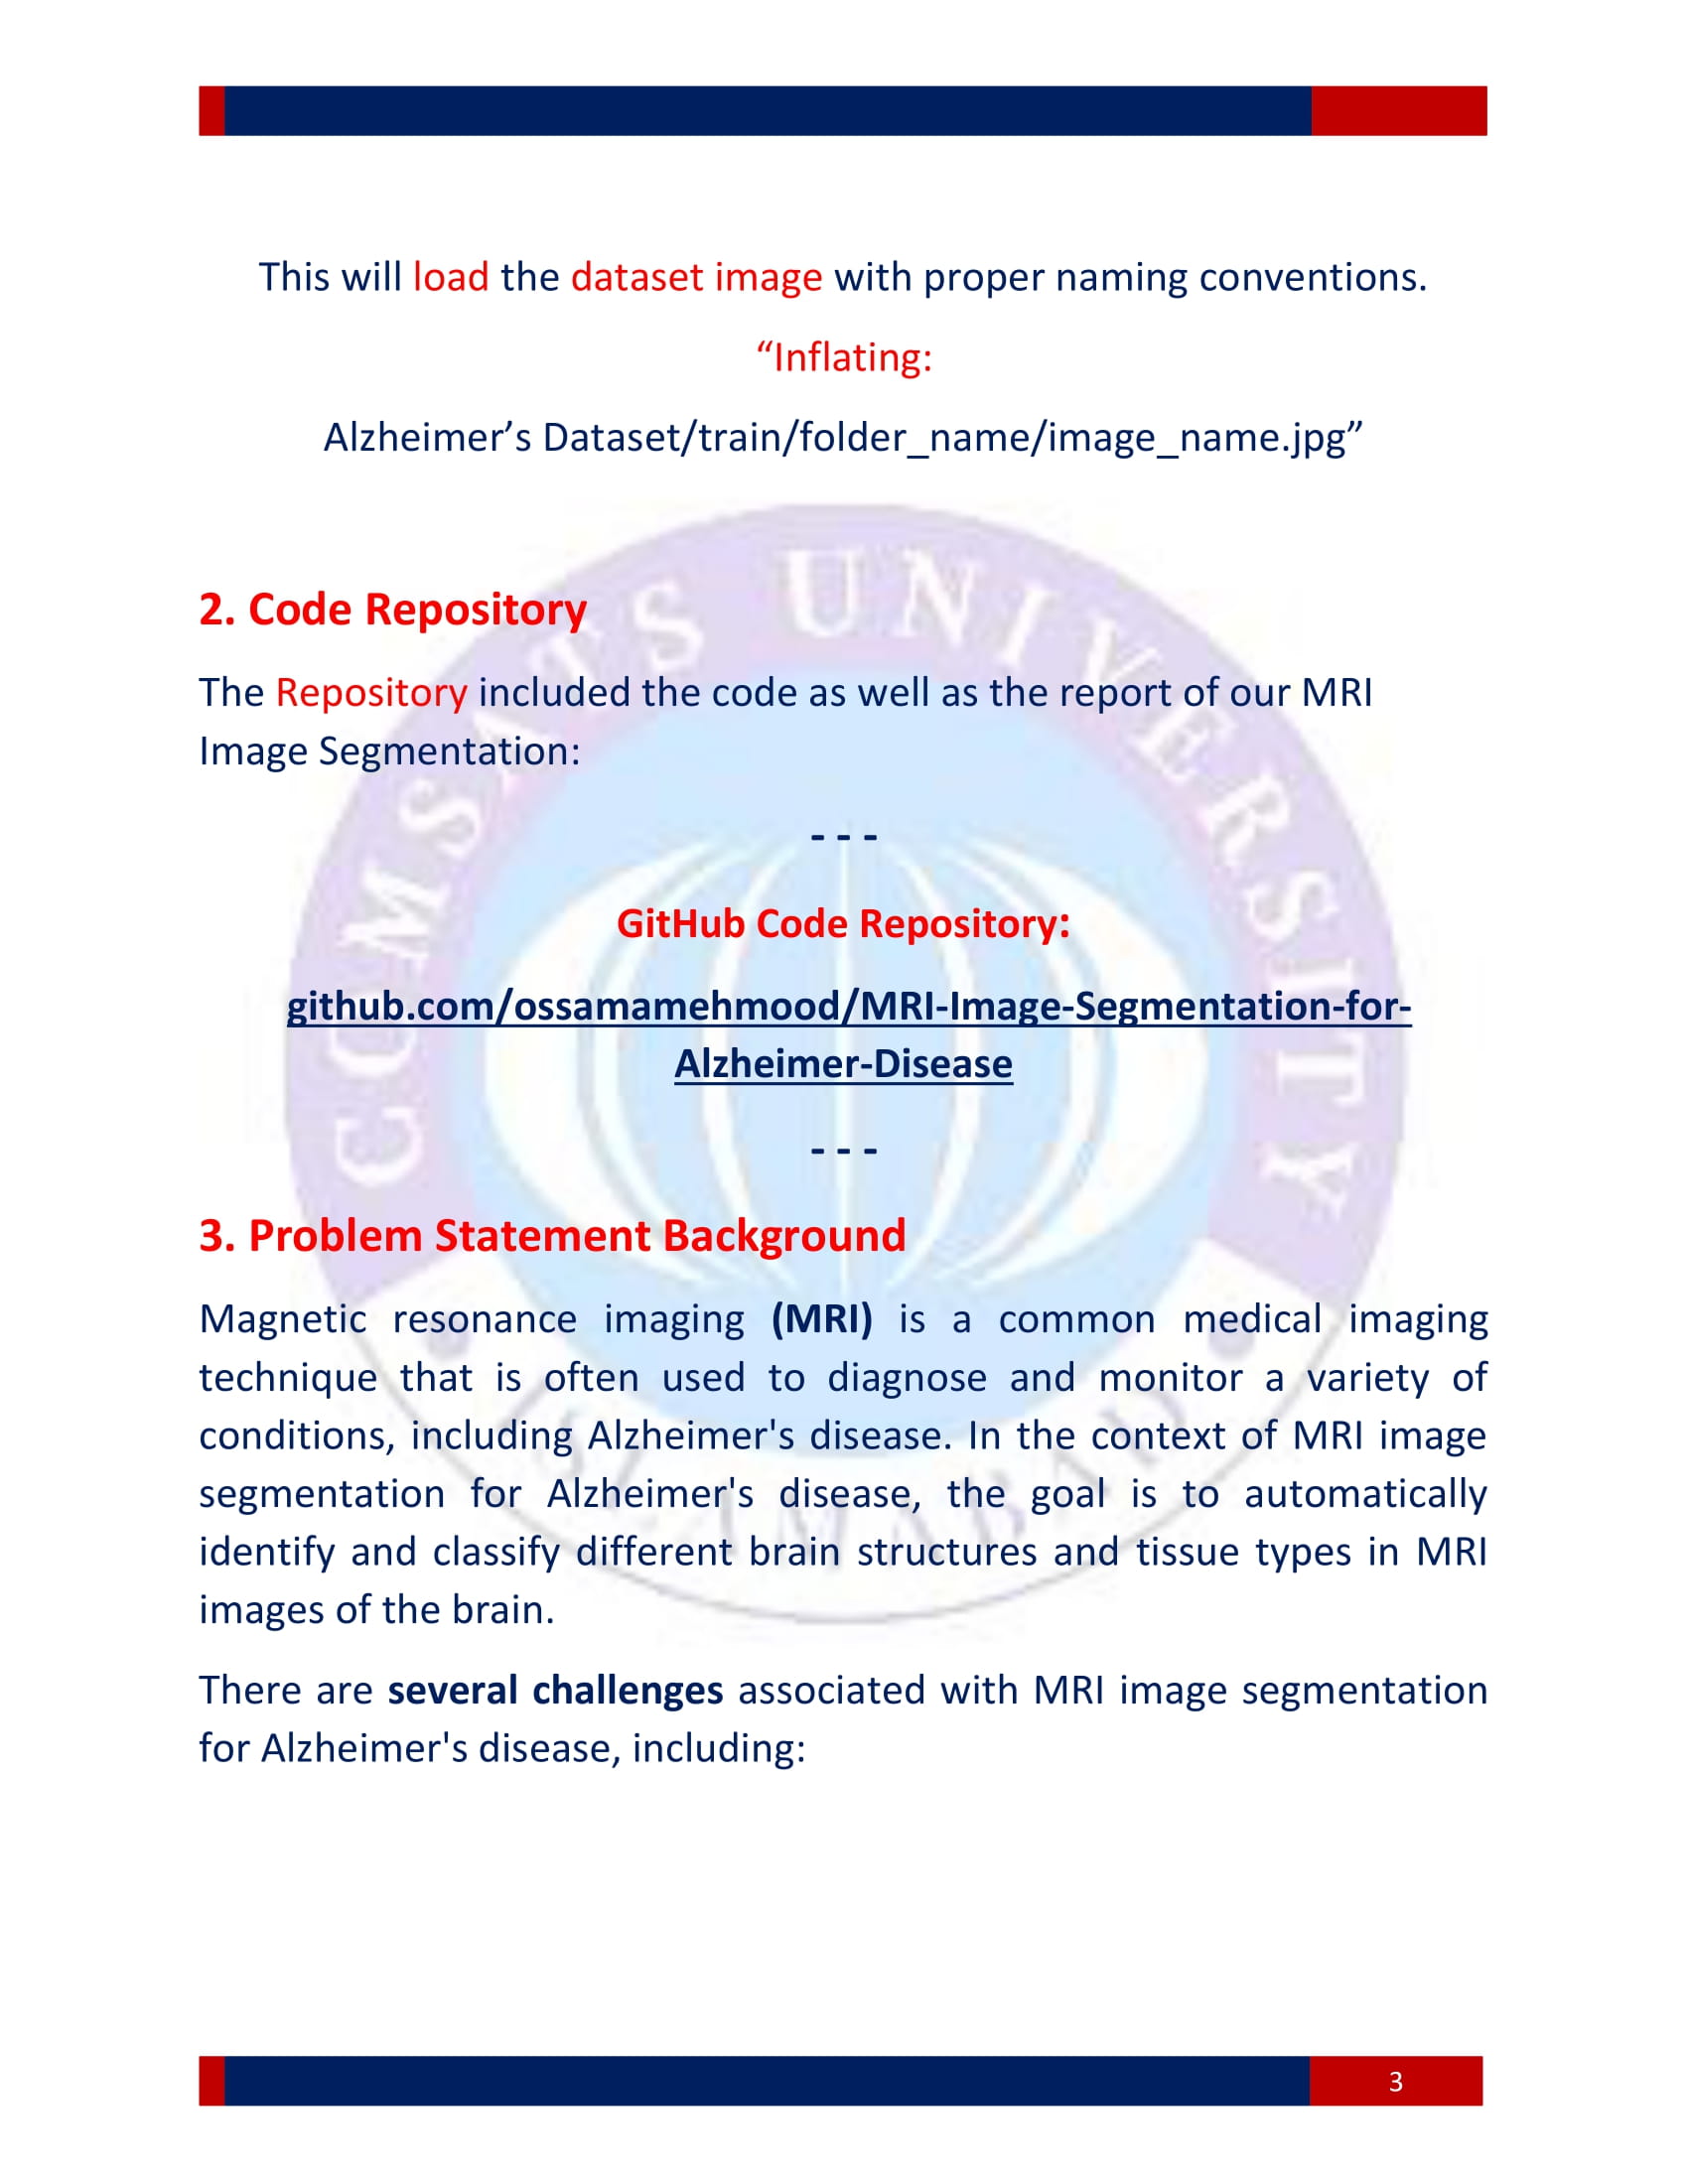 This will load the dataset image with proper naming conventions.
“Inflating:
Alzheimer’s Dataset/train/folder_name/image_name.jpg”
2. Code Repository
The Repository included the code as well as the report of our MRI
Image Segmentation:
- - -
GitHub Code Repository:
github.com/ossamamehmood/MRI-Image-Segmentation-for-
Alzheimer-Disease
- - -
3. Problem Statement Background
Magnetic resonance imaging (MRI) is a common medical imaging
technique that is often used to diagnose and monitor a variety of
conditions, including Alzheimer's disease. In the context of MRI image
segmentation for Alzheimer's disease, the goal is to automatically
identify and classify different brain structures and tissue types in MRI
images of the brain.
There are several challenges associated with MRI image segmentation
for Alzheimer's disease, including:
COMSATS UNIVERSITY
ISLAMABAD
3